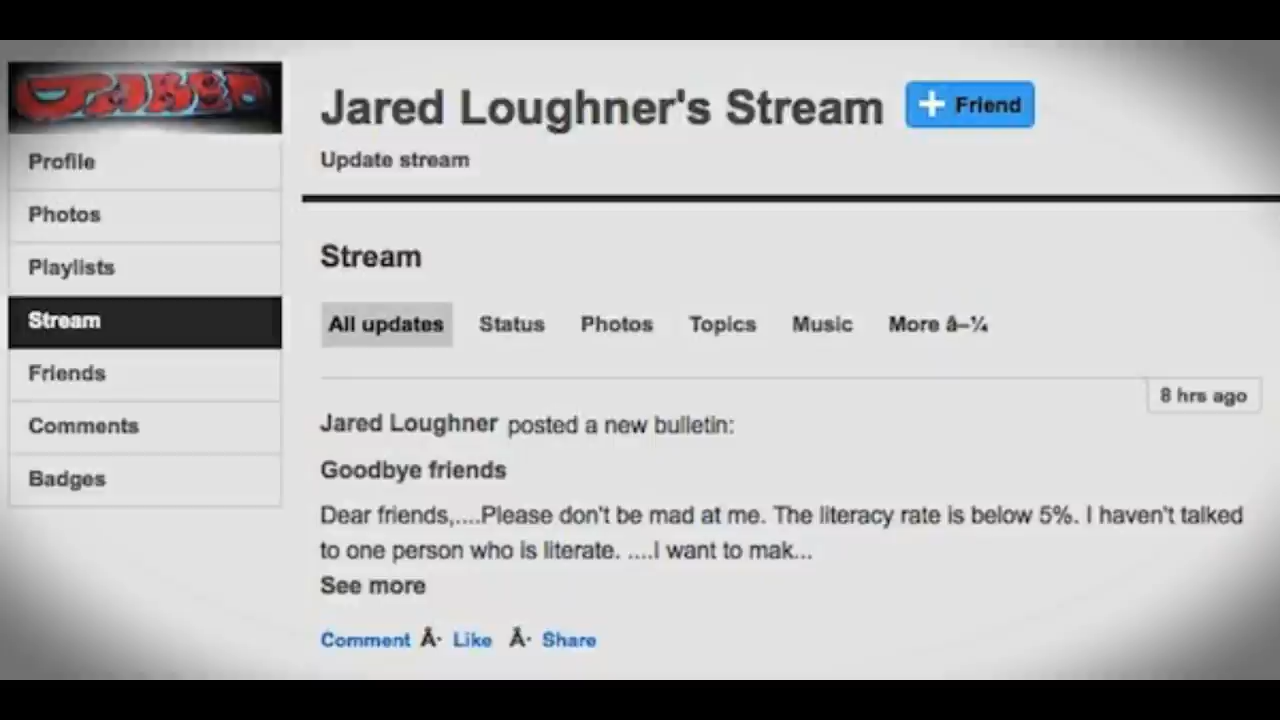 JARED
Jared Loughner's Stream
+ Friend
Profile
Update stream
Photos
Playlists
Stream
Stream
All updates Status Photos Topics Music More â–¼
Friends
8 hrs ago
Comments
Jared Loughner posted a new bulletin:
Badges
Goodbye friends
Dear friends,....Please don't be mad at me. The literacy rate is below 5%. I haven't talked
to one person who is literate. ....I want to mak...
See more
Comment Â· Like Â· Share